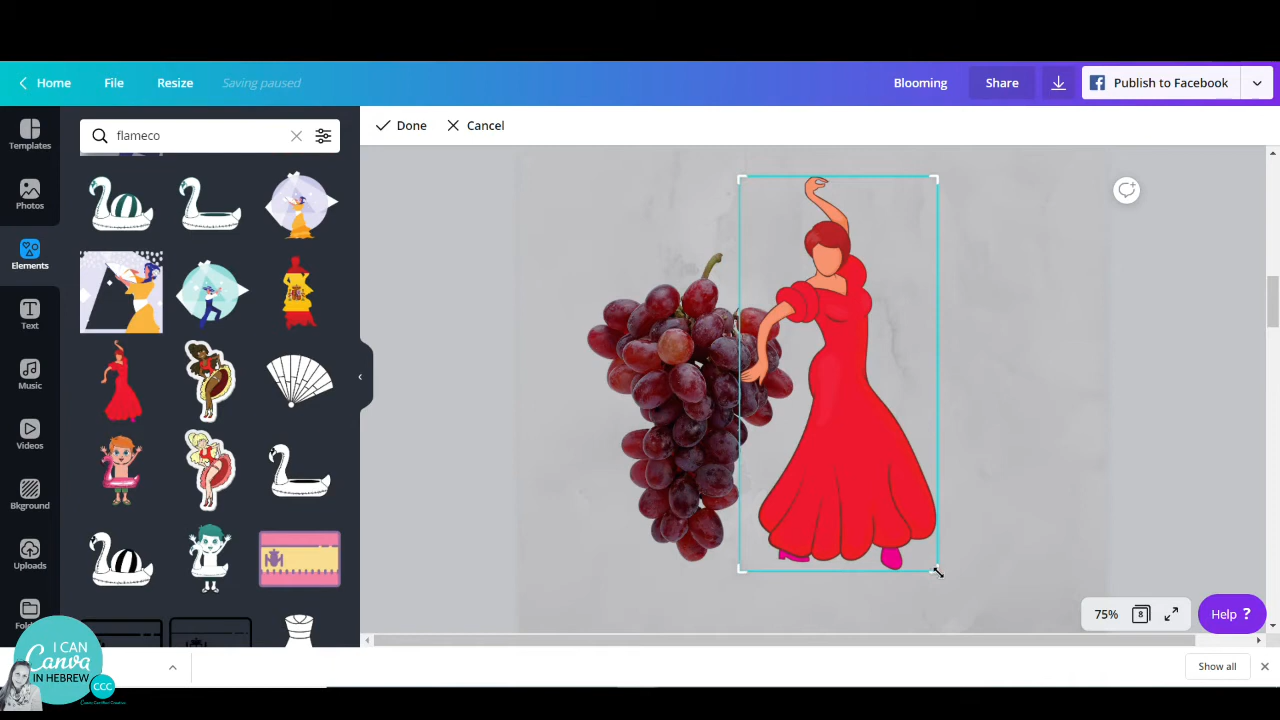 Home File Resize Saving paused Blooming Share Publish to Facebook
flameco
Done Cancel
Templates
Photos
Elements
Text
Music
Videos
Bkground
Uploads
Folders
75% 8 Help ?
I CAN
Canva
IN HEBREW
CCC
Show all